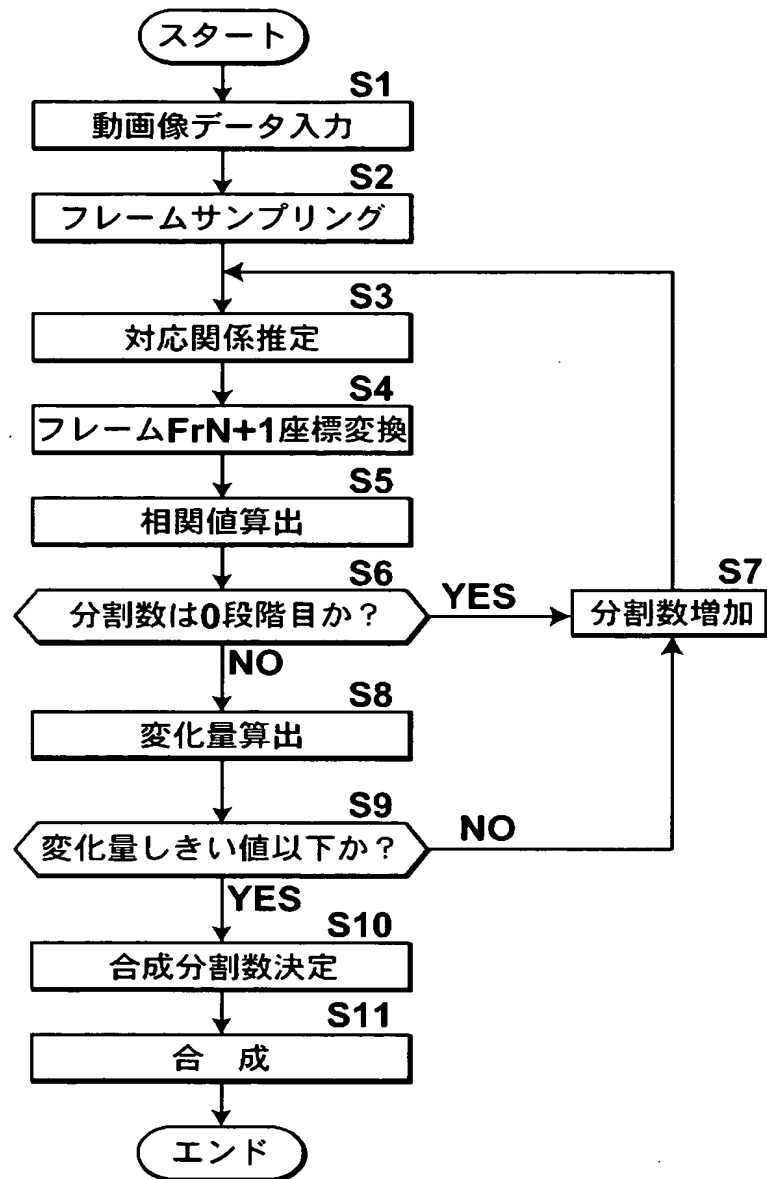 スタート
S1
動画像データ入力
S2
フレームサンプリング
S3
対応関係推定
S4
フレームFrN+1座標変換
S5
相関値算出
S6
分割数は0段階目か?
YES
S7
分割数増加
NO
S8
変化量算出
S9
変化量しきい値以下か?
NO
YES
S10
合成分割数決定
S11
合 成
エンド